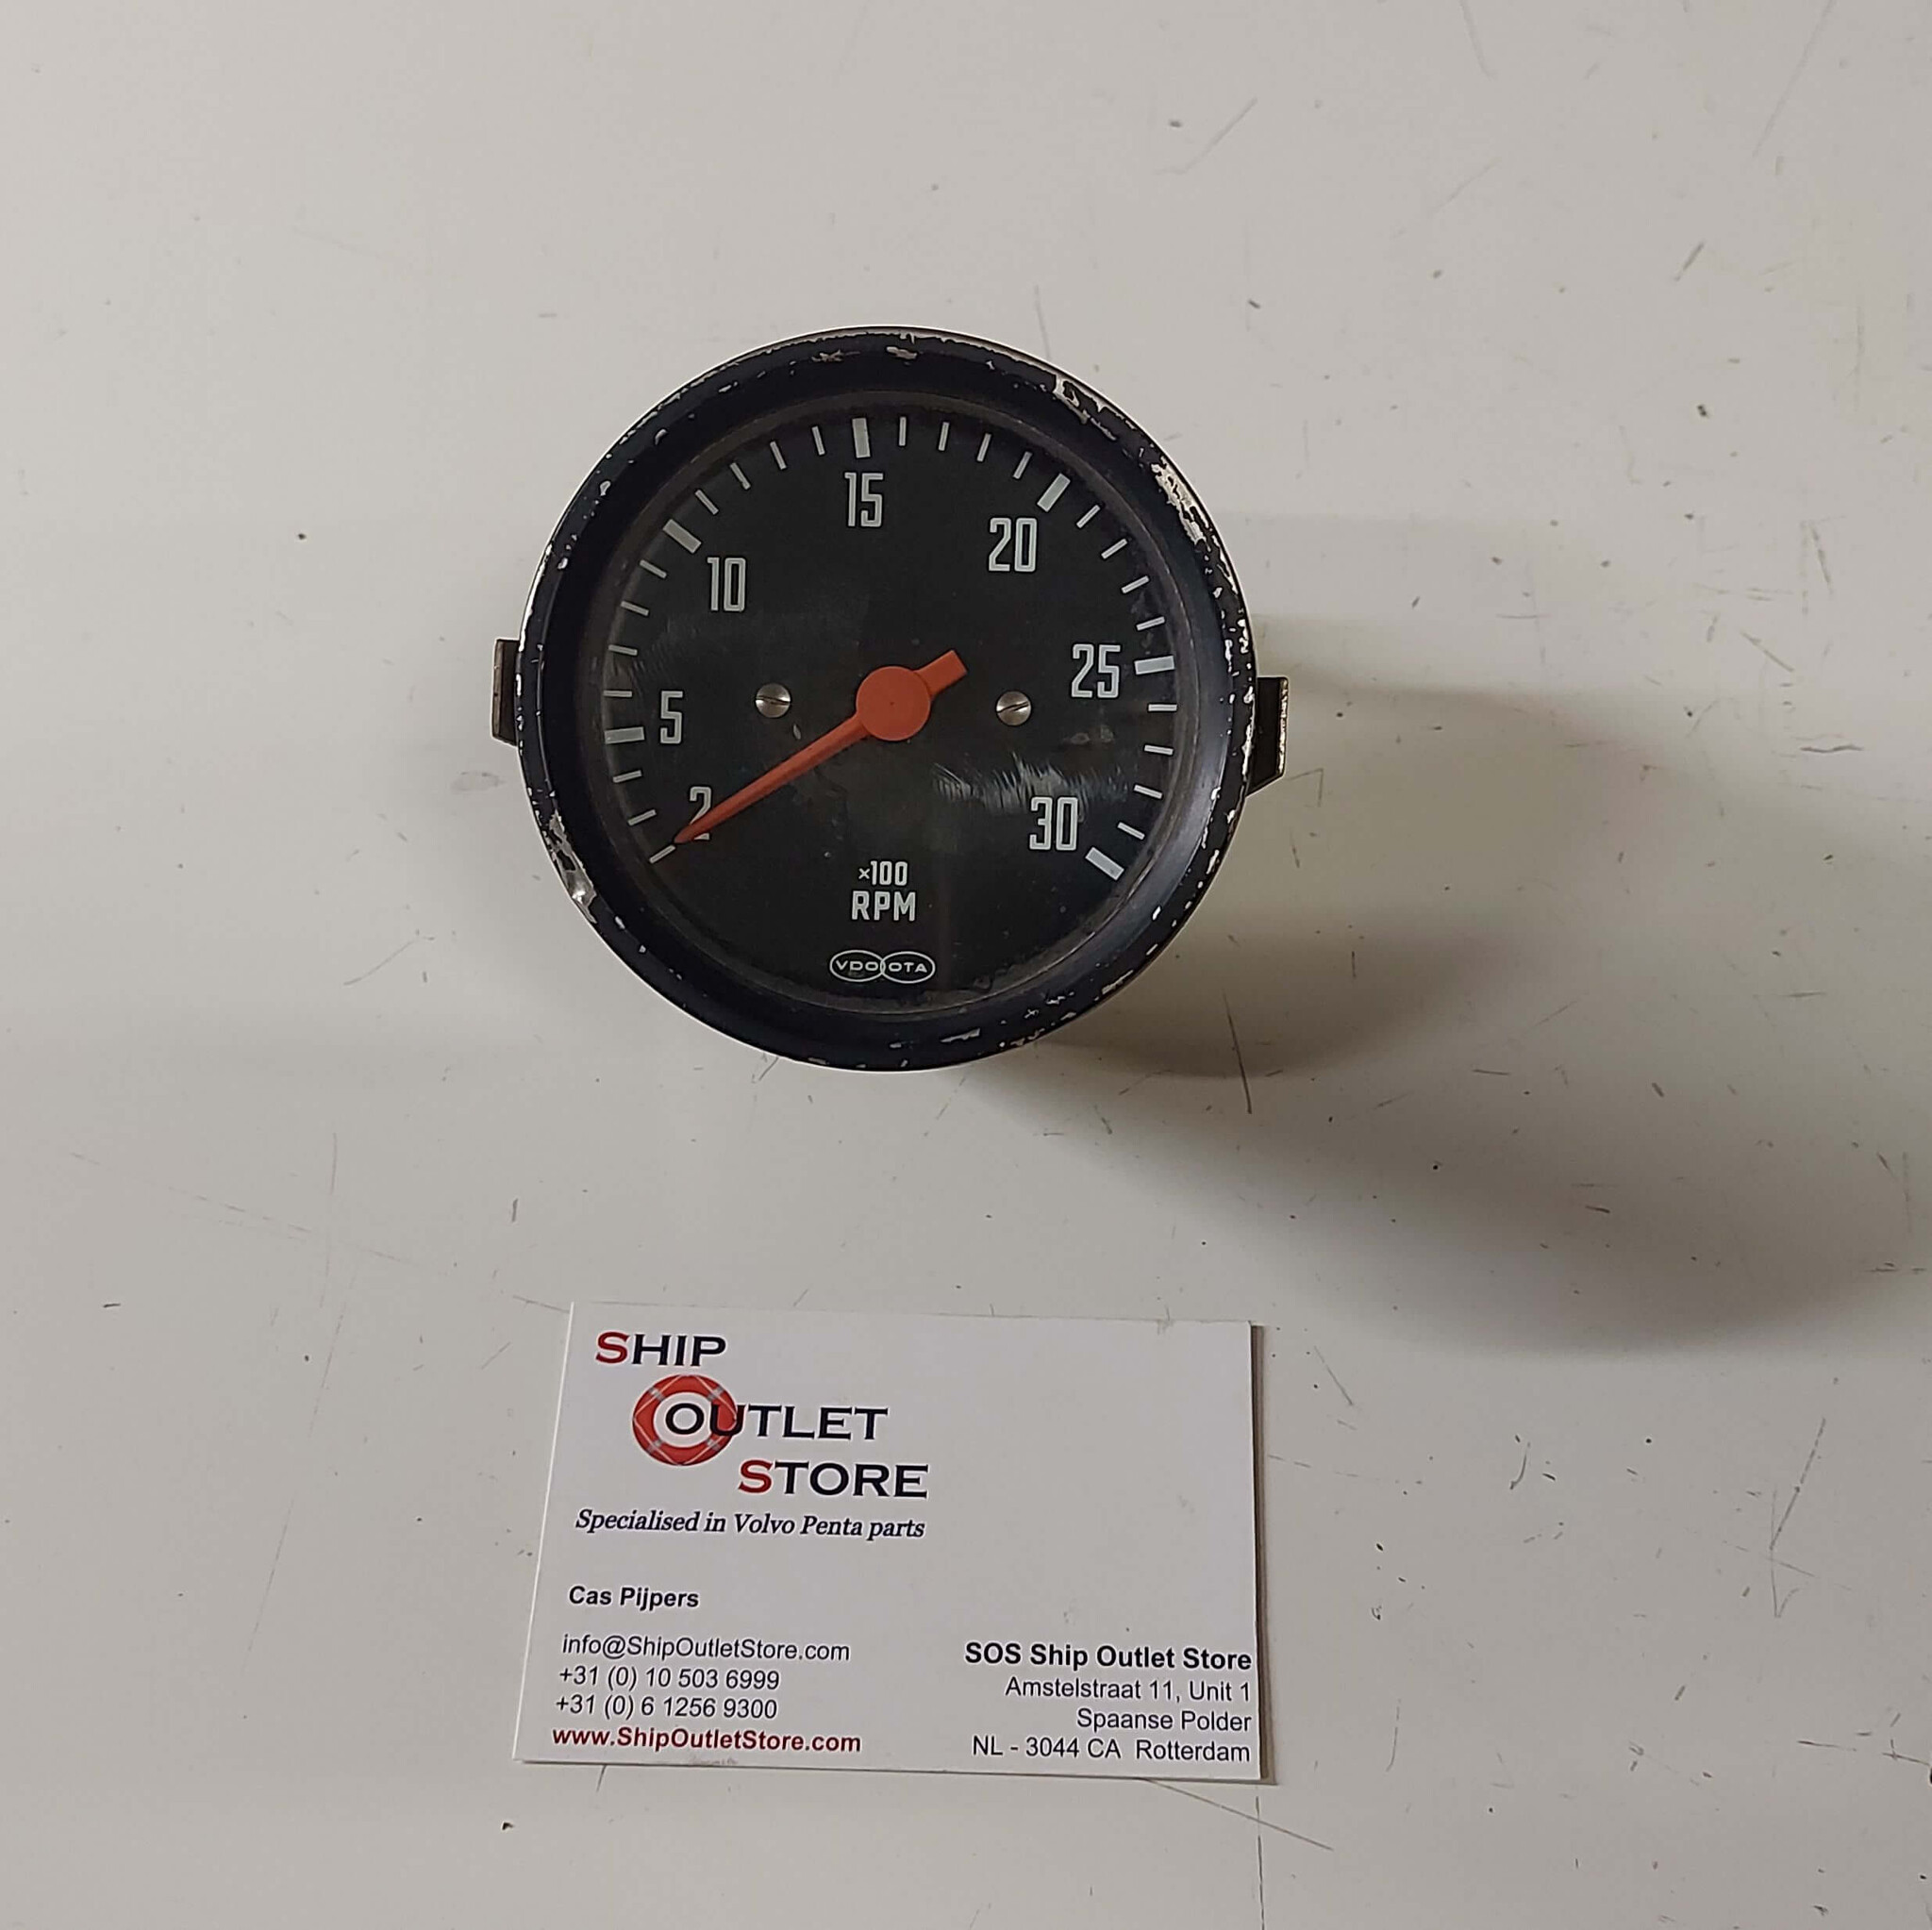 15
20
10
25
5
2
30
×100
RPM
VDO OTA
SHIP
OUTLET
STORE
Specialised in Volvo Penta parts
Cas Pijpers
info@ShipOutletStore.com
+31 (0) 10 503 6999
+31 (0) 6 1256 9300
www.ShipOutletStore.com
SOS Ship Outlet Store
Amstelstraat 11, Unit 1
Spaanse Polder
NL - 3044 CA Rotterdam